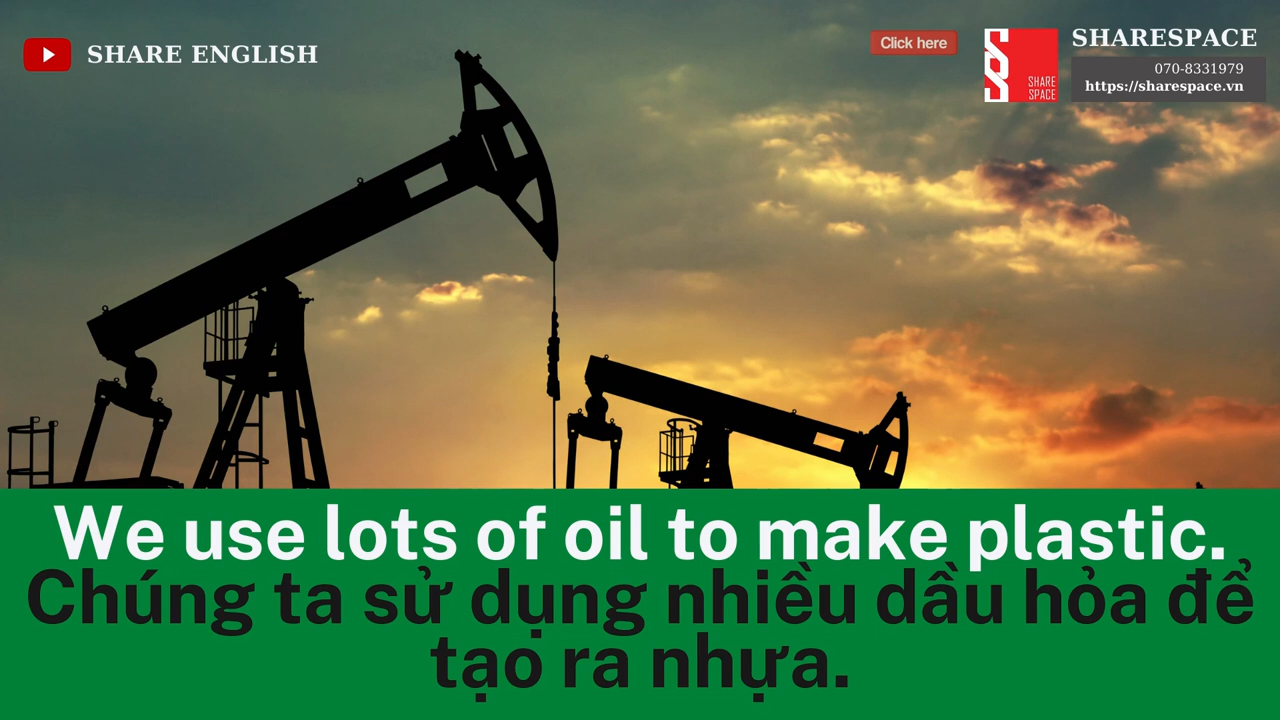 SHARE ENGLISH
Click here
SHARE
SPACE
SHARESPACE
070-8331979
https://sharespace.vn
We use lots of oil to make plastic.
Chúng ta sử dụng nhiều dầu hỏa để
tạo ra nhựa.